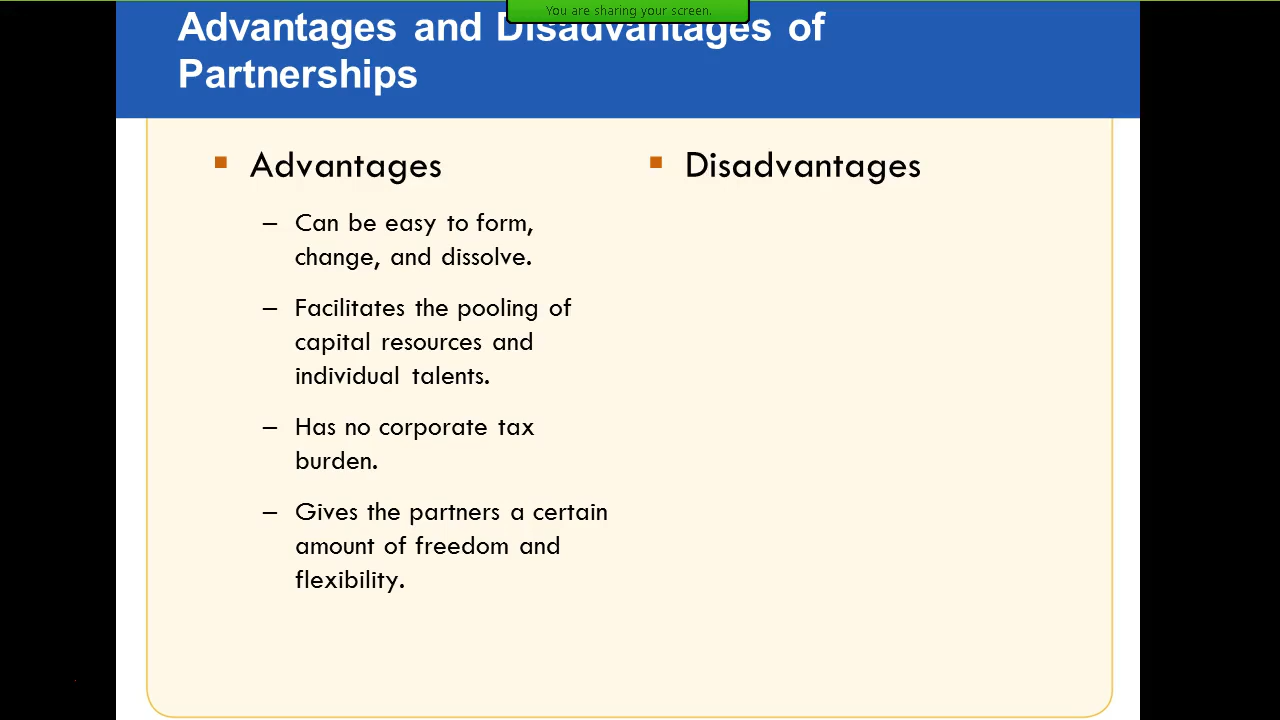 You are sharing your screen.
Advantages and Disadvantages of
Partnerships
▪ Advantages
– Can be easy to form,
change, and dissolve.
– Facilitates the pooling of
capital resources and
individual talents.
– Has no corporate tax
burden.
– Gives the partners a certain
amount of freedom and
flexibility.
▪ Disadvantages